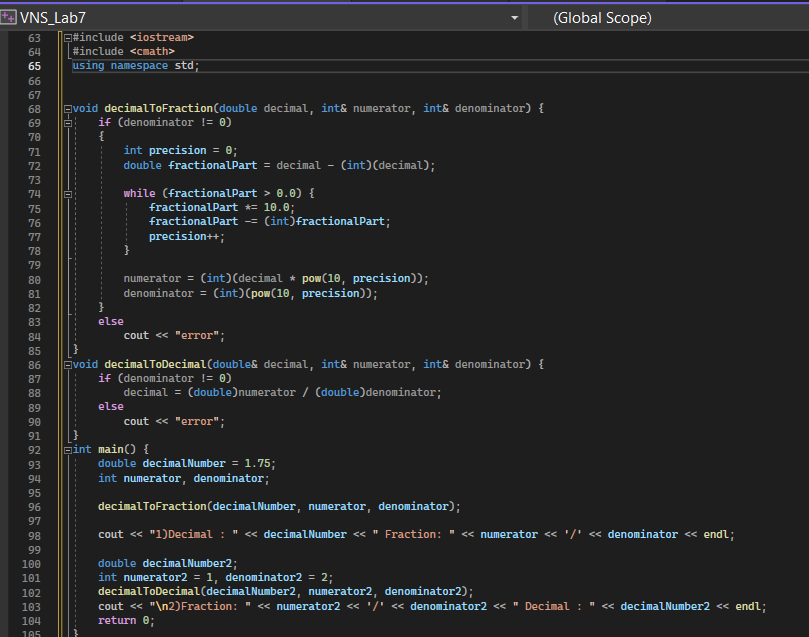 VNS_Lab7 (Global Scope)
63 #include <iostream>
64 #include <cmath>
65 using namespace std;
66
67
68 void decimalToFraction(double decimal, int& numerator, int& denominator) {
69     if (denominator != 0)
70     {
71         int precision = 0;
72         double fractionalPart = decimal - (int)(decimal);
73
74         while (fractionalPart > 0.0) {
75             fractionalPart *= 10.0;
76             fractionalPart -= (int)fractionalPart;
77             precision++;
78         }
79
80         numerator = (int)(decimal * pow(10, precision));
81         denominator = (int)(pow(10, precision));
82     }
83     else
84         cout << "error";
85 }
86 void decimalToDecimal(double& decimal, int& numerator, int& denominator) {
87     if (denominator != 0)
88         decimal = (double)numerator / (double)denominator;
89     else
90         cout << "error";
91 }
92 int main() {
93     double decimalNumber = 1.75;
94     int numerator, denominator;
95
96     decimalToFraction(decimalNumber, numerator, denominator);
97
98     cout << "1)Decimal : " << decimalNumber << " Fraction: " << numerator << '/' << denominator << endl;
99
100     double decimalNumber2;
101     int numerator2 = 1, denominator2 = 2;
102     decimalToDecimal(decimalNumber2, numerator2, denominator2);
103     cout << "\n2)Fraction: " << numerator2 << '/' << denominator2 << " Decimal : " << decimalNumber2 << endl;
104     return 0;
105 }